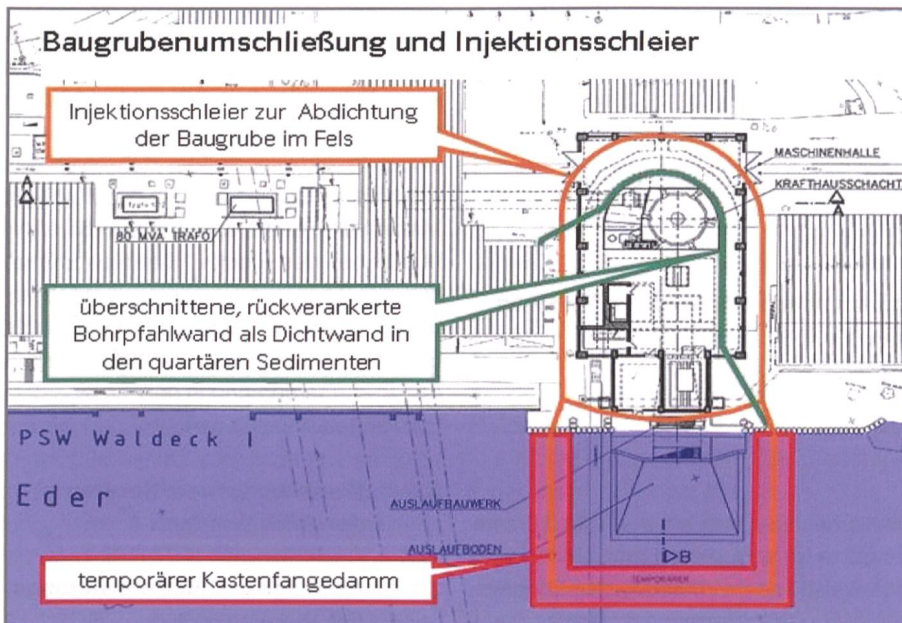 Baugrubenumschließung und Injektionsschleier
Injektionsschleier zur Abdichtung
der Baugrube im Fels
MASCHINENHALLE
KRAFTHAUSSCHACHT
A
A
80 MVA TRAFO
überschnittene, rückverankerte
Bohrpfahlwand als Dichtwand in
den quartären Sedimenten
PSW Waldeck I
Eder
AUSLAUFBAUWERK
AUSLAUFBODEN
B
temporärer Kastenfangedamm
TEMPORÄRER